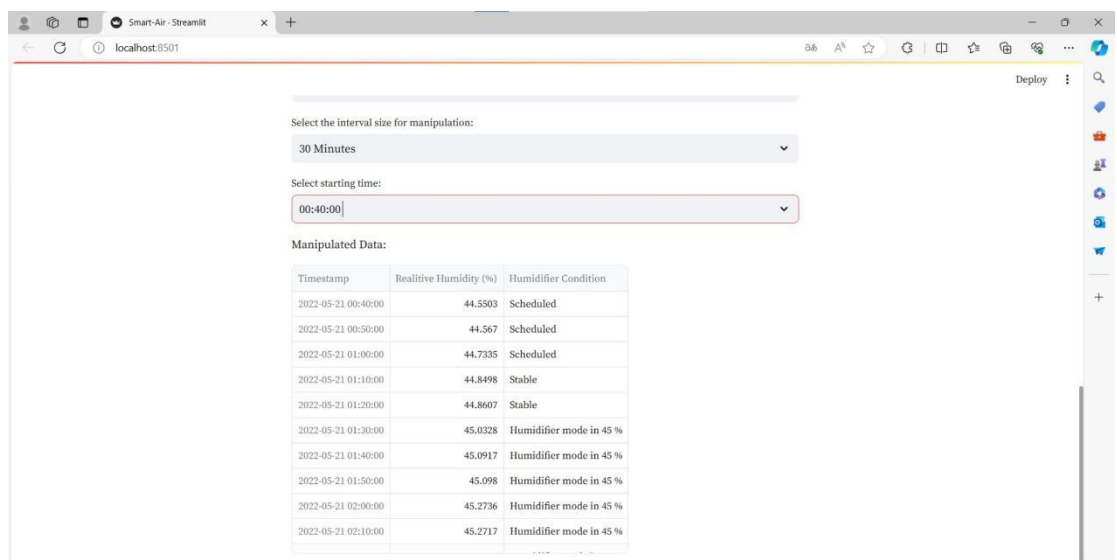 Smart-Air · Streamlit
localhost:8501
Deploy
Select the interval size for manipulation:
30 Minutes
Select starting time:
00:40:00
Manipulated Data:
Timestamp Realitive Humidity (%) Humidifier Condition
2022-05-21 00:40:00 44.5503 Scheduled
2022-05-21 00:50:00 44.567 Scheduled
2022-05-21 01:00:00 44.7335 Scheduled
2022-05-21 01:10:00 44.8498 Stable
2022-05-21 01:20:00 44.8607 Stable
2022-05-21 01:30:00 45.0328 Humidifier mode in 45 %
2022-05-21 01:40:00 45.0917 Humidifier mode in 45 %
2022-05-21 01:50:00 45.098 Humidifier mode in 45 %
2022-05-21 02:00:00 45.2736 Humidifier mode in 45 %
2022-05-21 02:10:00 45.2717 Humidifier mode in 45 %